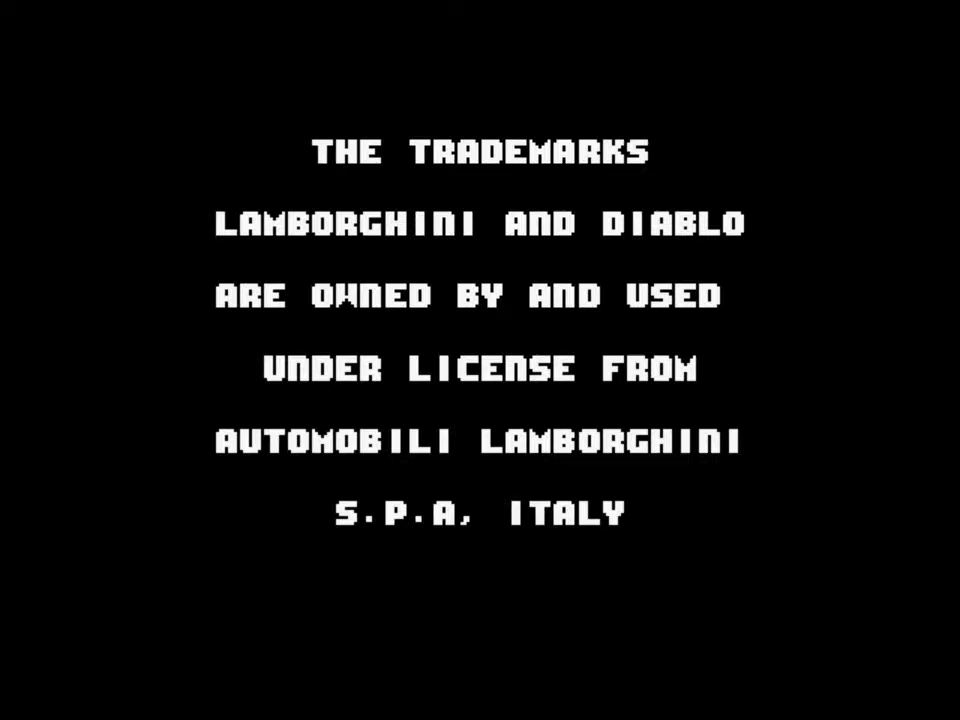 THE TRADEMARKS
LAMBORGHINI AND DIABLO
ARE OWNED BY AND USED
UNDER LICENSE FROM
AUTOMOBILI LAMBORGHINI
S.P.A, ITALY